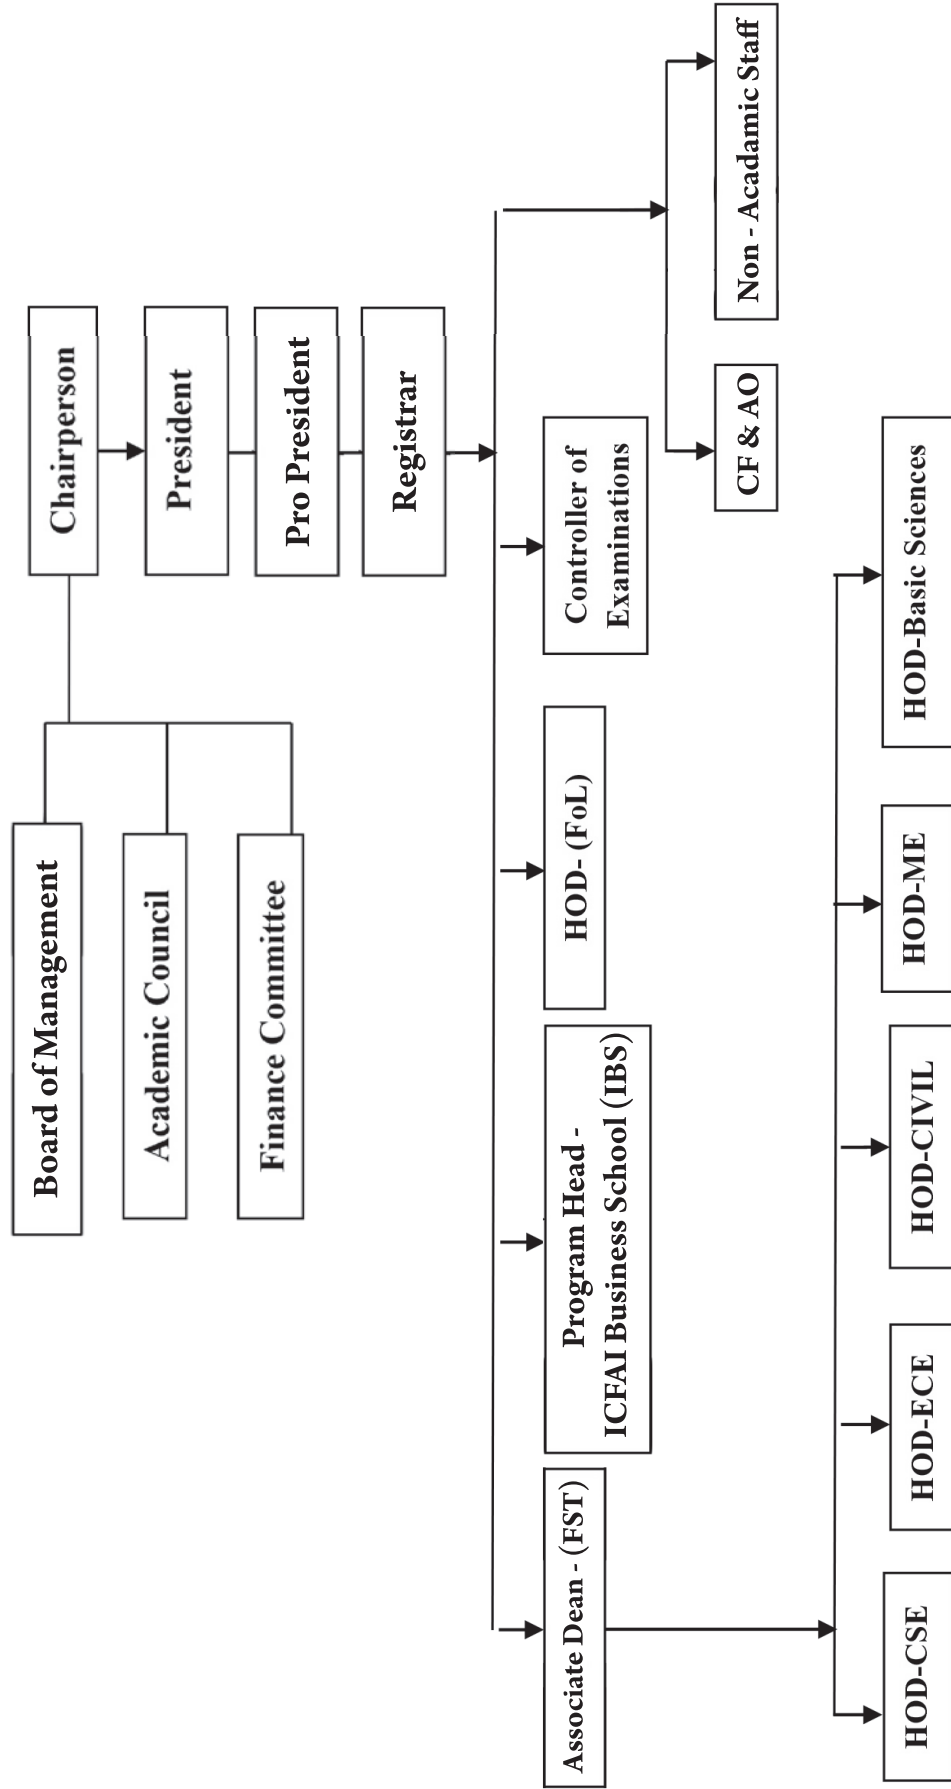 Chairperson
Board of Management
Academic Council
Finance Committee
President
Pro President
Registrar
Associate Dean - (FST)
Program Head -
ICFAI Business School (IBS)
HOD- (FoL)
Controller of
Examinations
CF & AO
Non - Acadamic Staff
HOD-CSE
HOD-ECE
HOD-CIVIL
HOD-ME
HOD-Basic Sciences